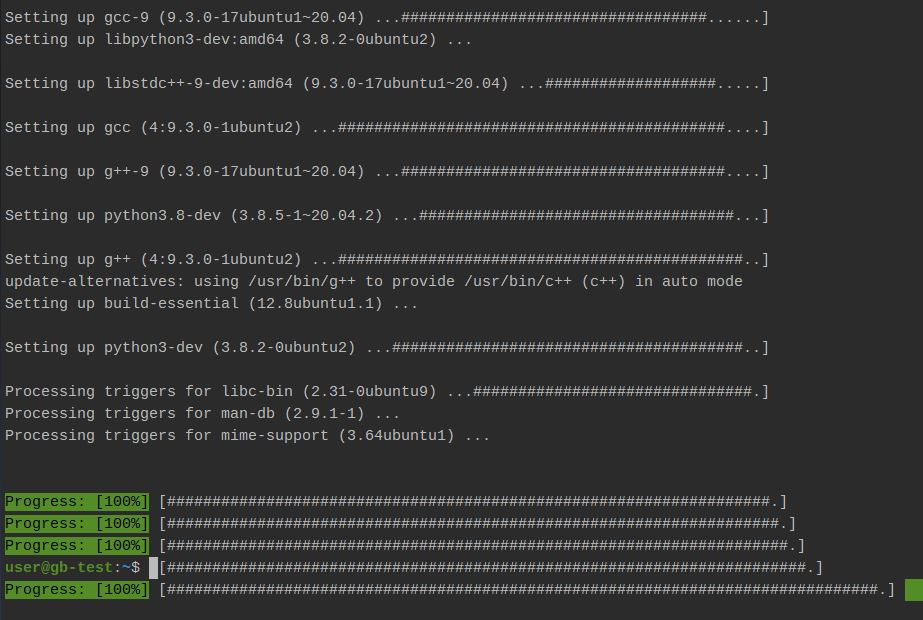 Setting up gcc-9 (9.3.0-17ubuntu1~20.04) ...##################################......]
Setting up libpython3-dev:amd64 (3.8.2-0ubuntu2) ...
Setting up libstdc++-9-dev:amd64 (9.3.0-17ubuntu1~20.04) ...###################.....]
Setting up gcc (4:9.3.0-1ubuntu2) ...###########################################....]
Setting up g++-9 (9.3.0-17ubuntu1~20.04) ...####################################....]
Setting up python3.8-dev (3.8.5-1~20.04.2) ...###################################...]
Setting up g++ (4:9.3.0-1ubuntu2) ...#############################################..]
update-alternatives: using /usr/bin/g++ to provide /usr/bin/c++ (c++) in auto mode
Setting up build-essential (12.8ubuntu1.1) ...
Setting up python3-dev (3.8.2-0ubuntu2) ...#######################################..]
Processing triggers for libc-bin (2.31-0ubuntu9) ...###############################.]
Processing triggers for man-db (2.9.1-1) ...
Processing triggers for mime-support (3.64ubuntu1) ...
Progress: [100%] [###################################################################.]
Progress: [100%] [####################################################################.]
Progress: [100%] [#####################################################################.]
user@gb-test:~$ [#######################################################################.]
Progress: [100%] [###############################################################################.]